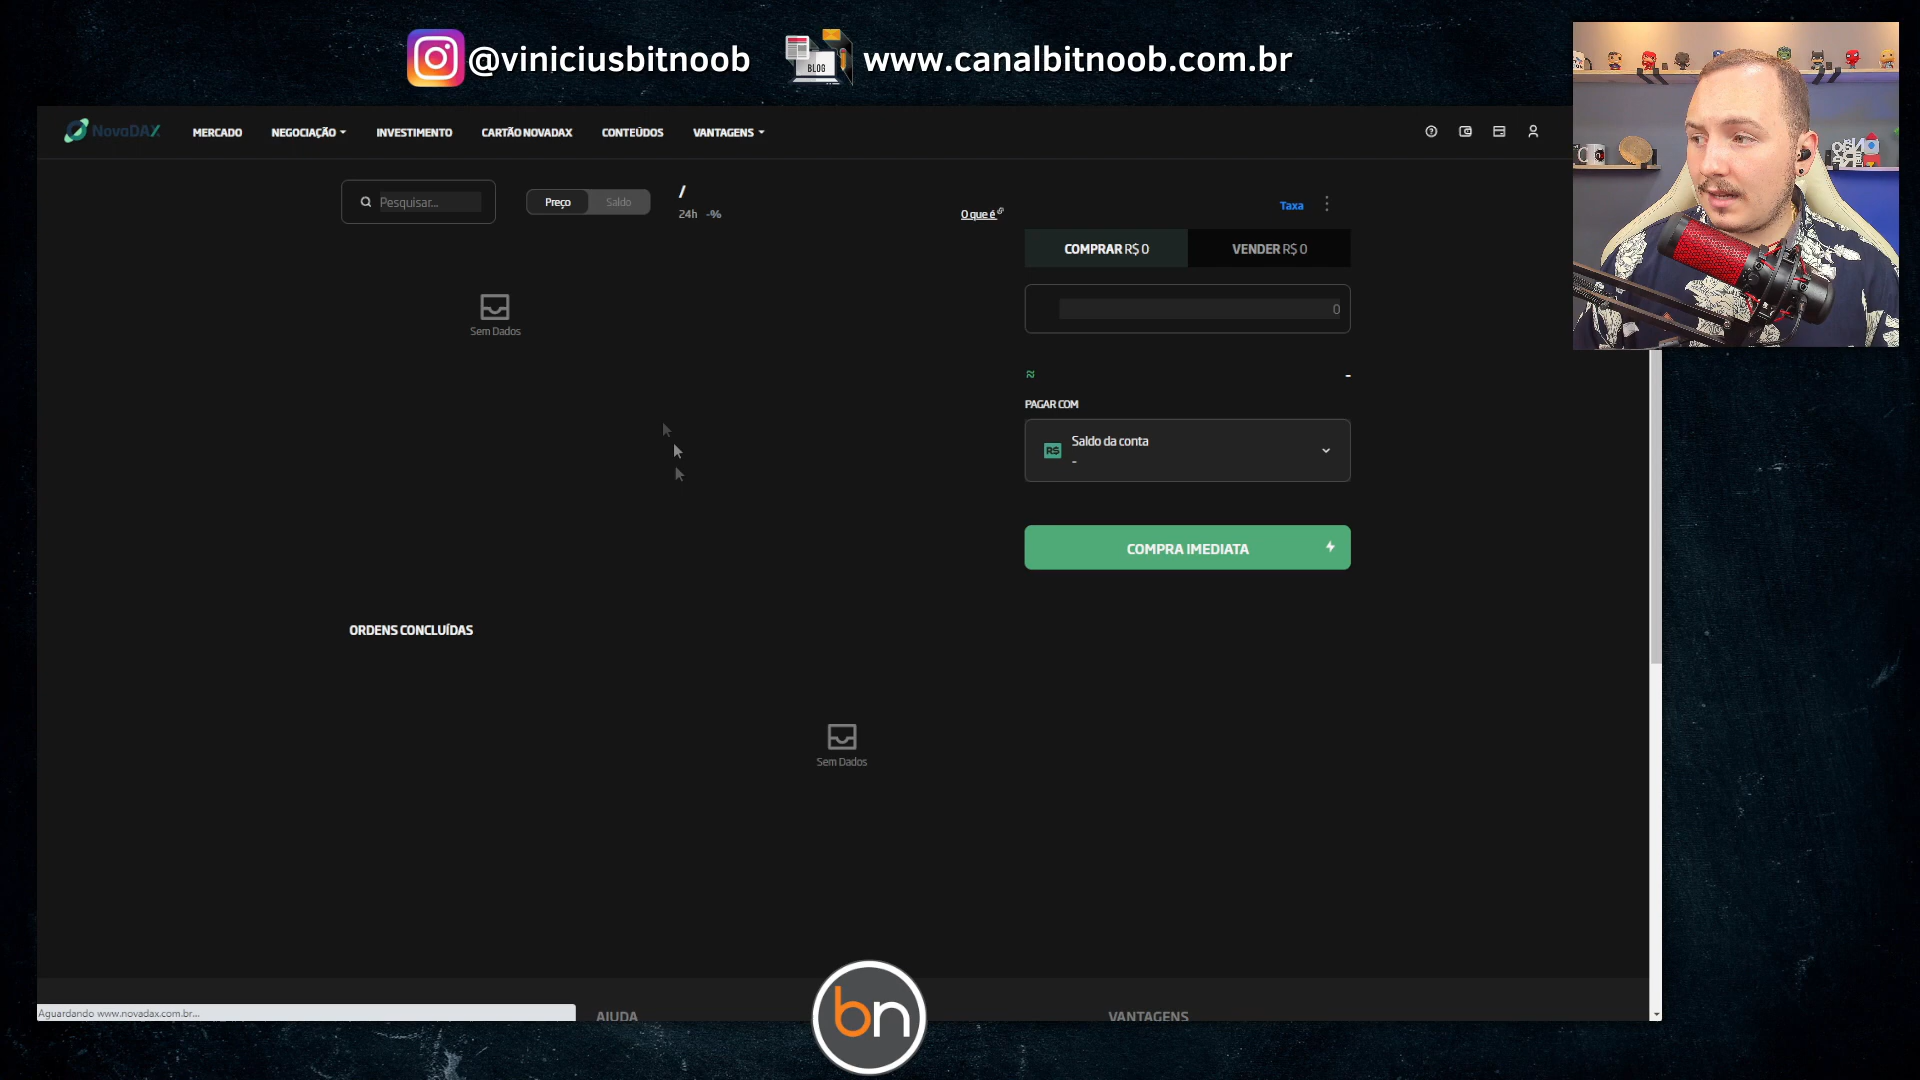 @viniciusbitnoob
BLOG
www.canalbitnoob.com.br
NovaDAX
MERCADO
NEGOCIAÇÃO
INVESTIMENTO
CARTÃO NOVADAX
CONTEÚDOS
VANTAGENS
Pesquisar...
Preço
Saldo
/
24h -%
O que é
Taxa
COMPRAR R$ 0
VENDER R$ 0
0
Sem Dados
≈
-
PAGAR COM
R$
Saldo da conta
-
COMPRA IMEDIATA
ORDENS CONCLUÍDAS
Sem Dados
Aguardando www.novadax.com.br...
AJUDA
VANTAGENS
bn